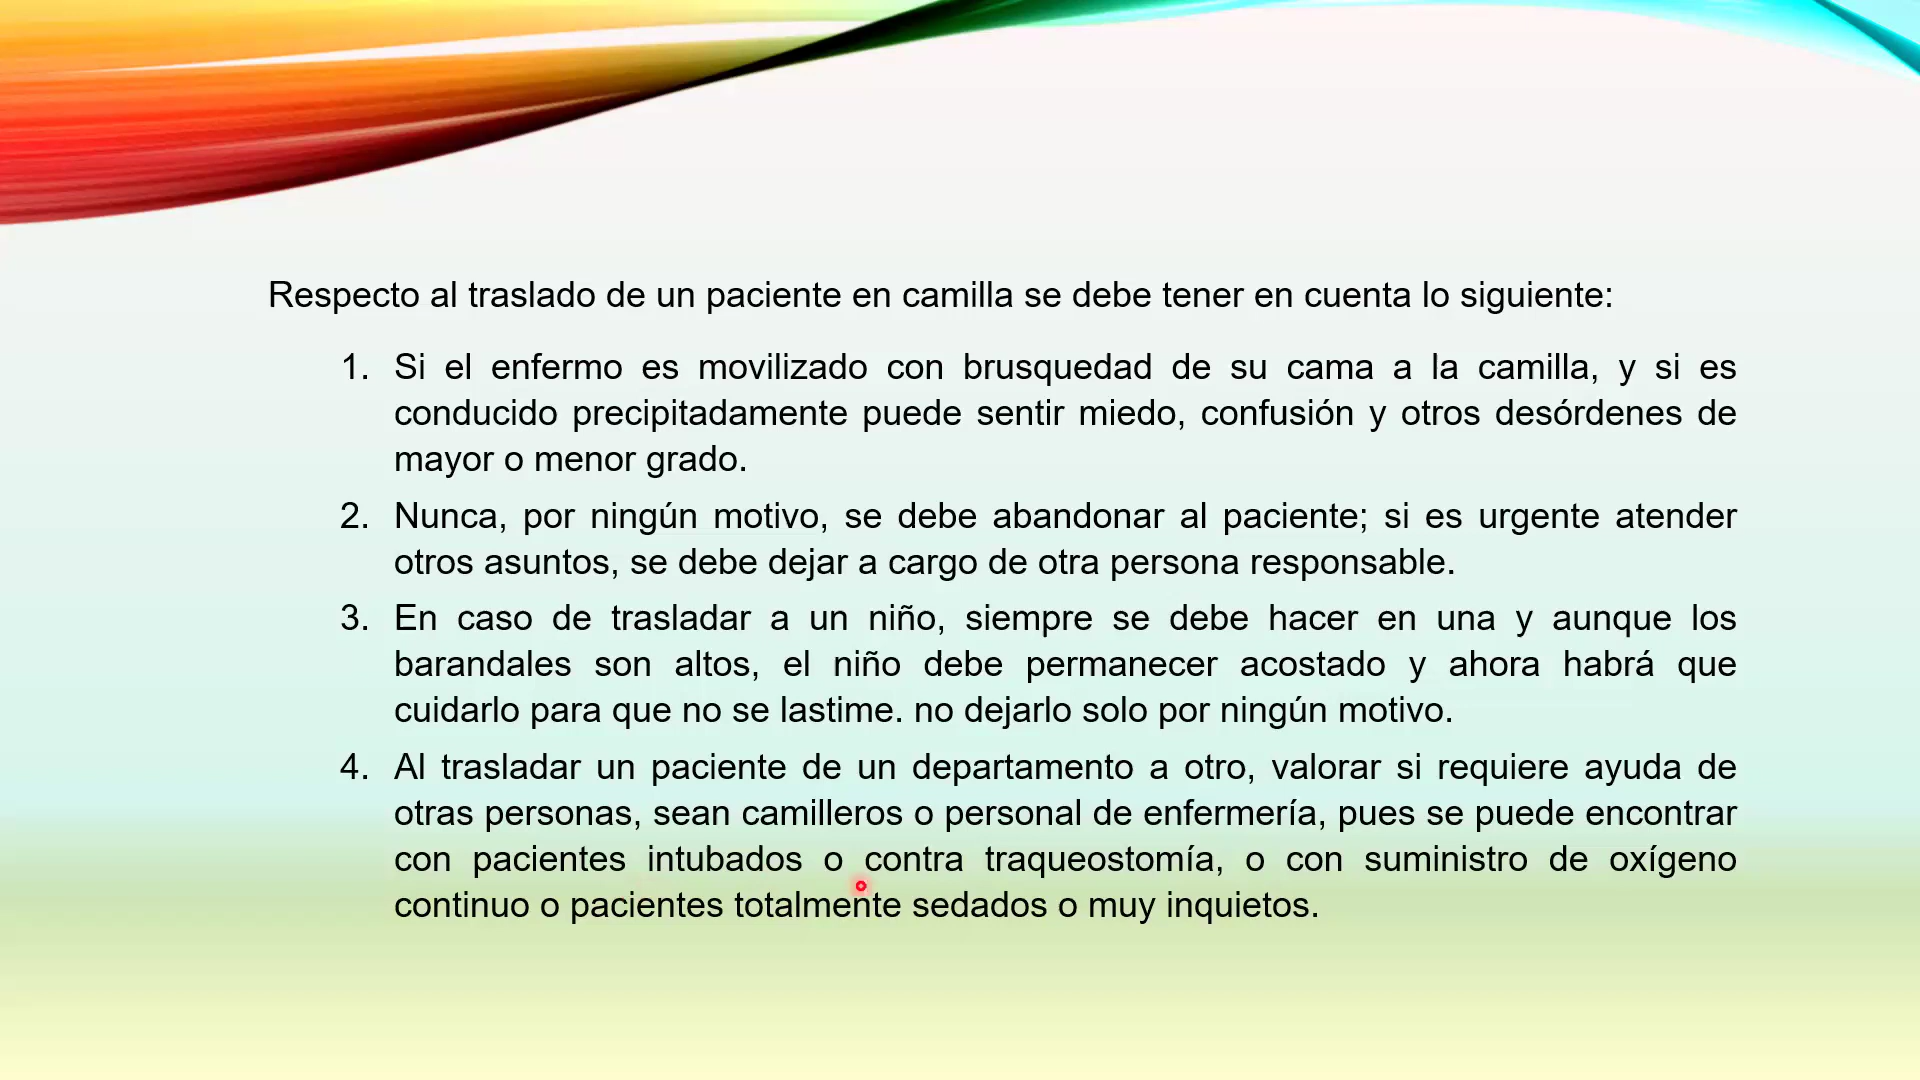 Respecto al traslado de un paciente en camilla se debe tener en cuenta lo siguiente:
1. Si el enfermo es movilizado con brusquedad de su cama a la camilla, y si es
conducido precipitadamente puede sentir miedo, confusión y otros desórdenes de
mayor o menor grado.
2. Nunca, por ningún motivo, se debe abandonar al paciente; si es urgente atender
otros asuntos, se debe dejar a cargo de otra persona responsable.
3. En caso de trasladar a un niño, siempre se debe hacer en una y aunque los
barandales son altos, el niño debe permanecer acostado y ahora habrá que
cuidarlo para que no se lastime. no dejarlo solo por ningún motivo.
4. Al trasladar un paciente de un departamento a otro, valorar si requiere ayuda de
otras personas, sean camilleros o personal de enfermería, pues se puede encontrar
con pacientes intubados o contra traqueostomía, o con suministro de oxígeno
continuo o pacientes totalmente sedados o muy inquietos.